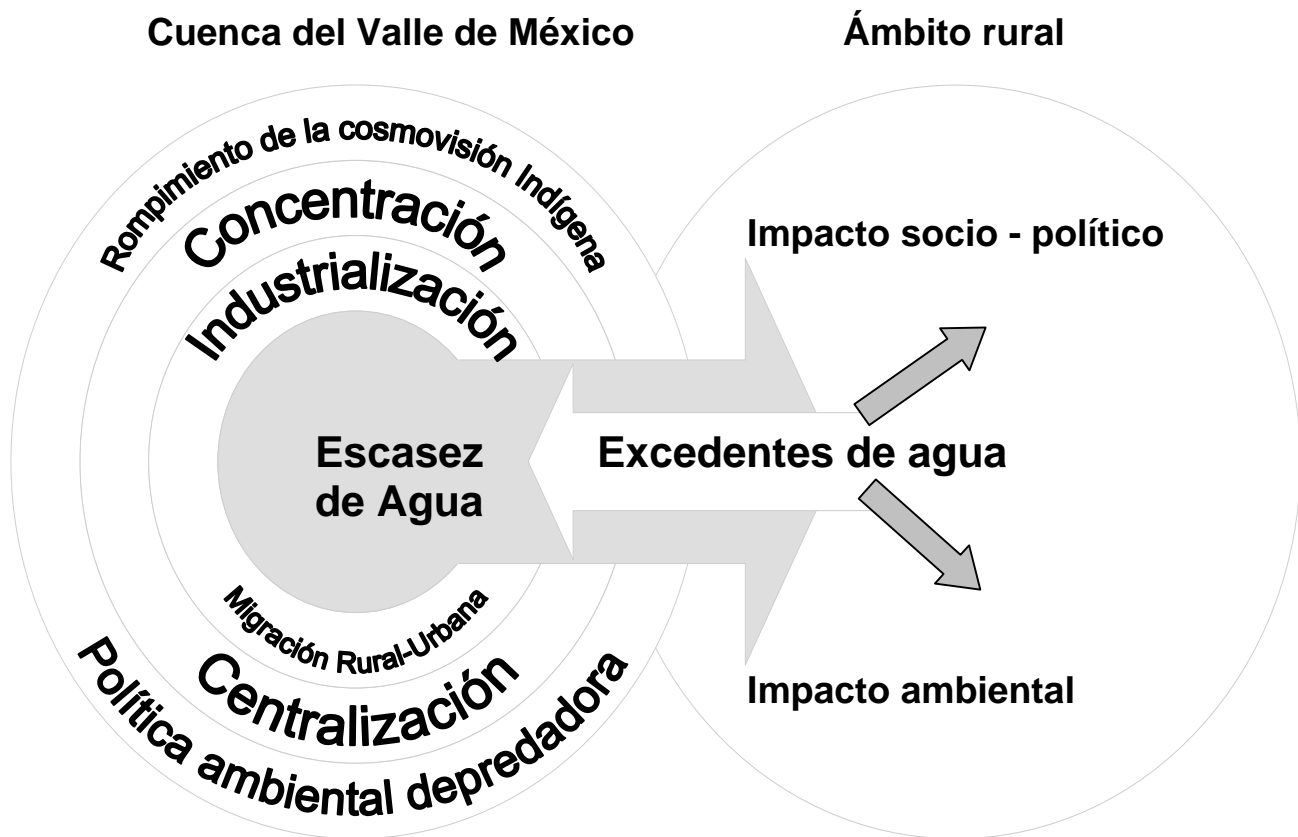 Cuenca del Valle de México
Ámbito rural
Rompimiento de la cosmovisión Indígena
Concentración
Industrialización
Impacto socio - político
Escasez
de Agua
Excedentes de agua
Migración Rural-Urbana
Centralización
Política ambiental depredadora
Impacto ambiental